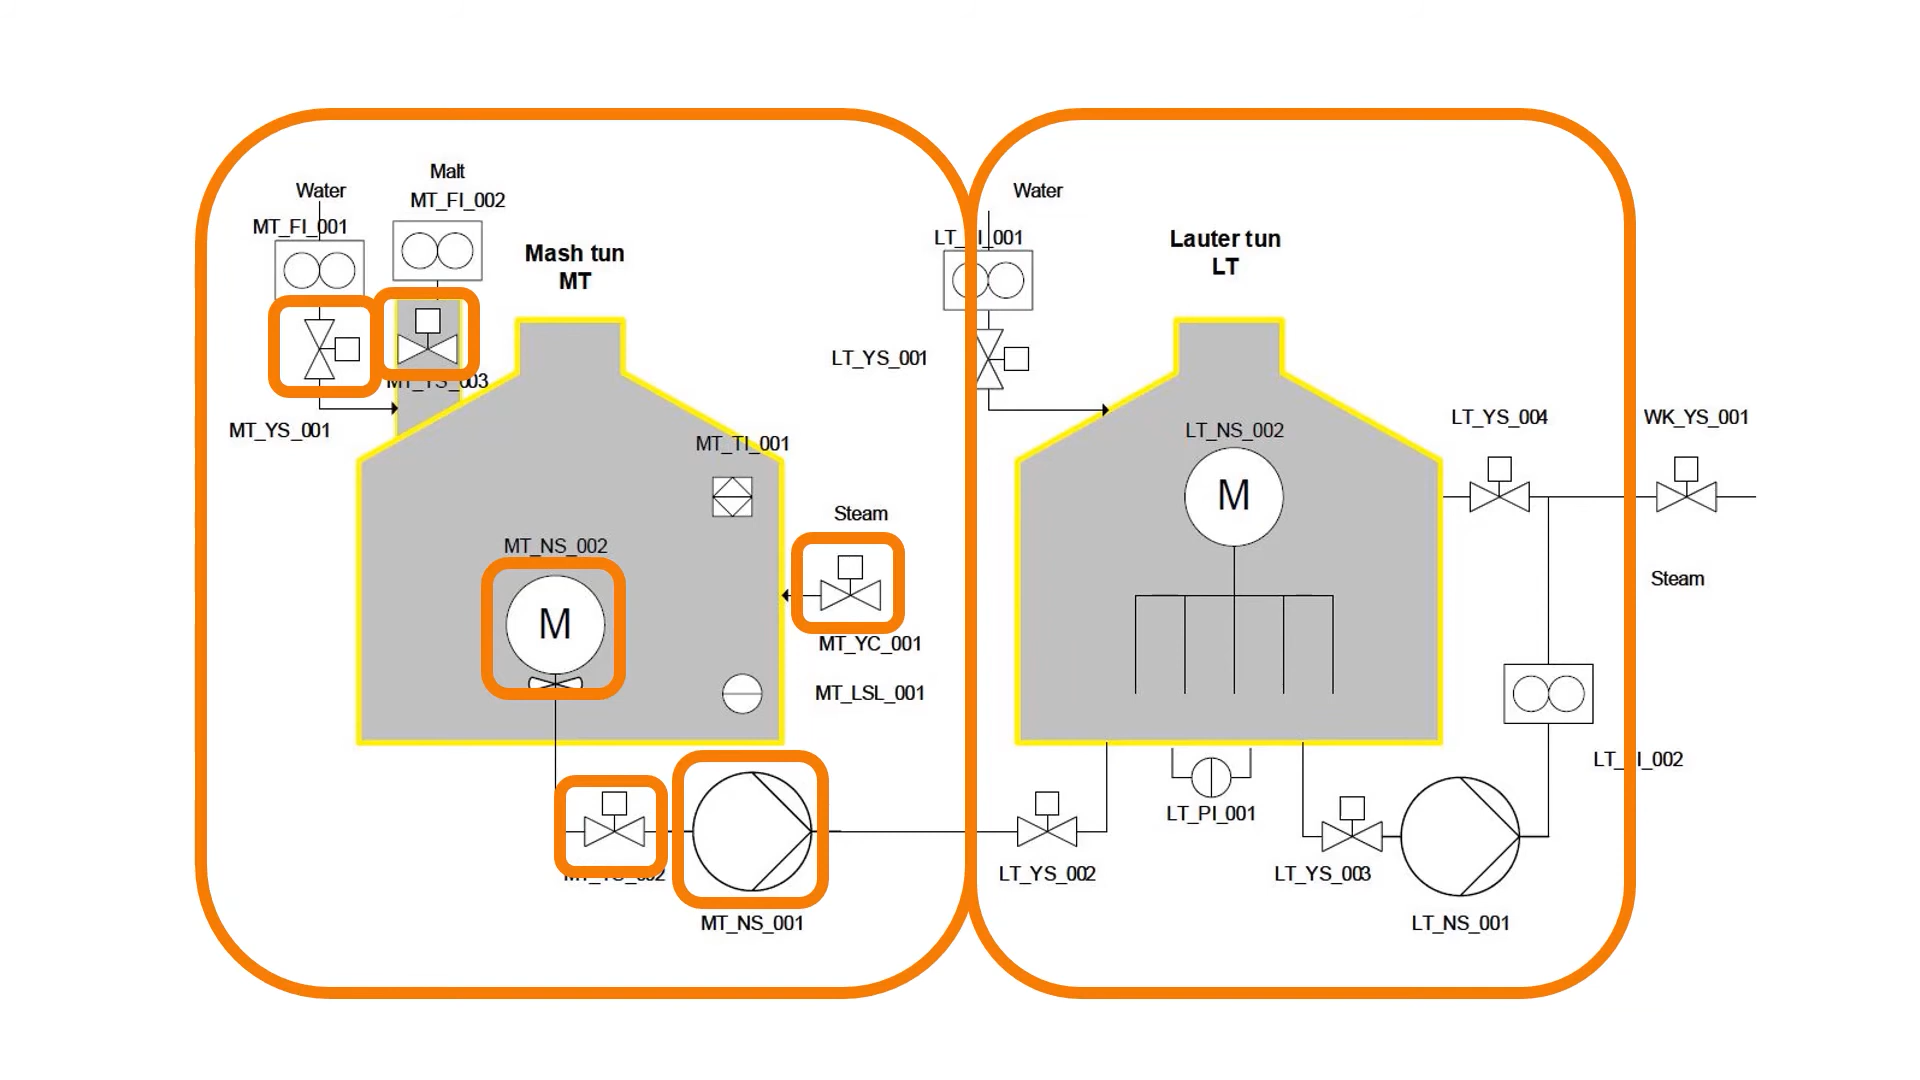 Malt
Water
MT_FI_002
MT_FI_001
Mash tun
MT
MT_YS_003
MT_YS_001
MT_TI_001
Steam
MT_NS_002
M
MT_YC_001
MT_LSL_001
MT_NS_001
Water
Lauter tun
LT
LT_YS_001
LT_NS_002
M
LT_YS_004
WK_YS_001
Steam
LT_PI_001
LT_YS_002
LT_YS_003
LT_NS_001